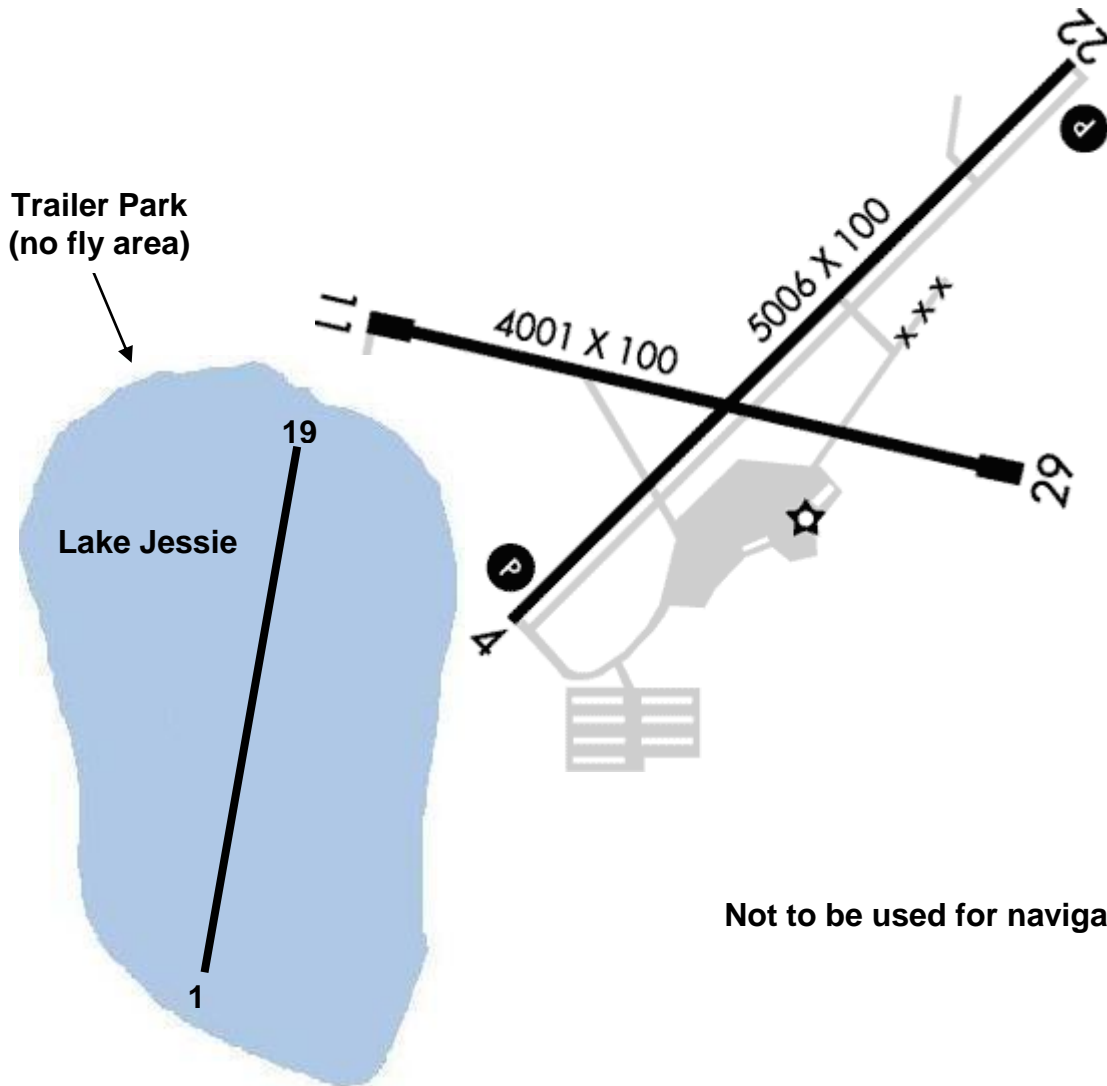 22
P
Trailer Park
(no fly area)
5006 X 100
X X X
11
4001 X 100
19
29
Lake Jessie
P
4
Not to be used for naviga
1